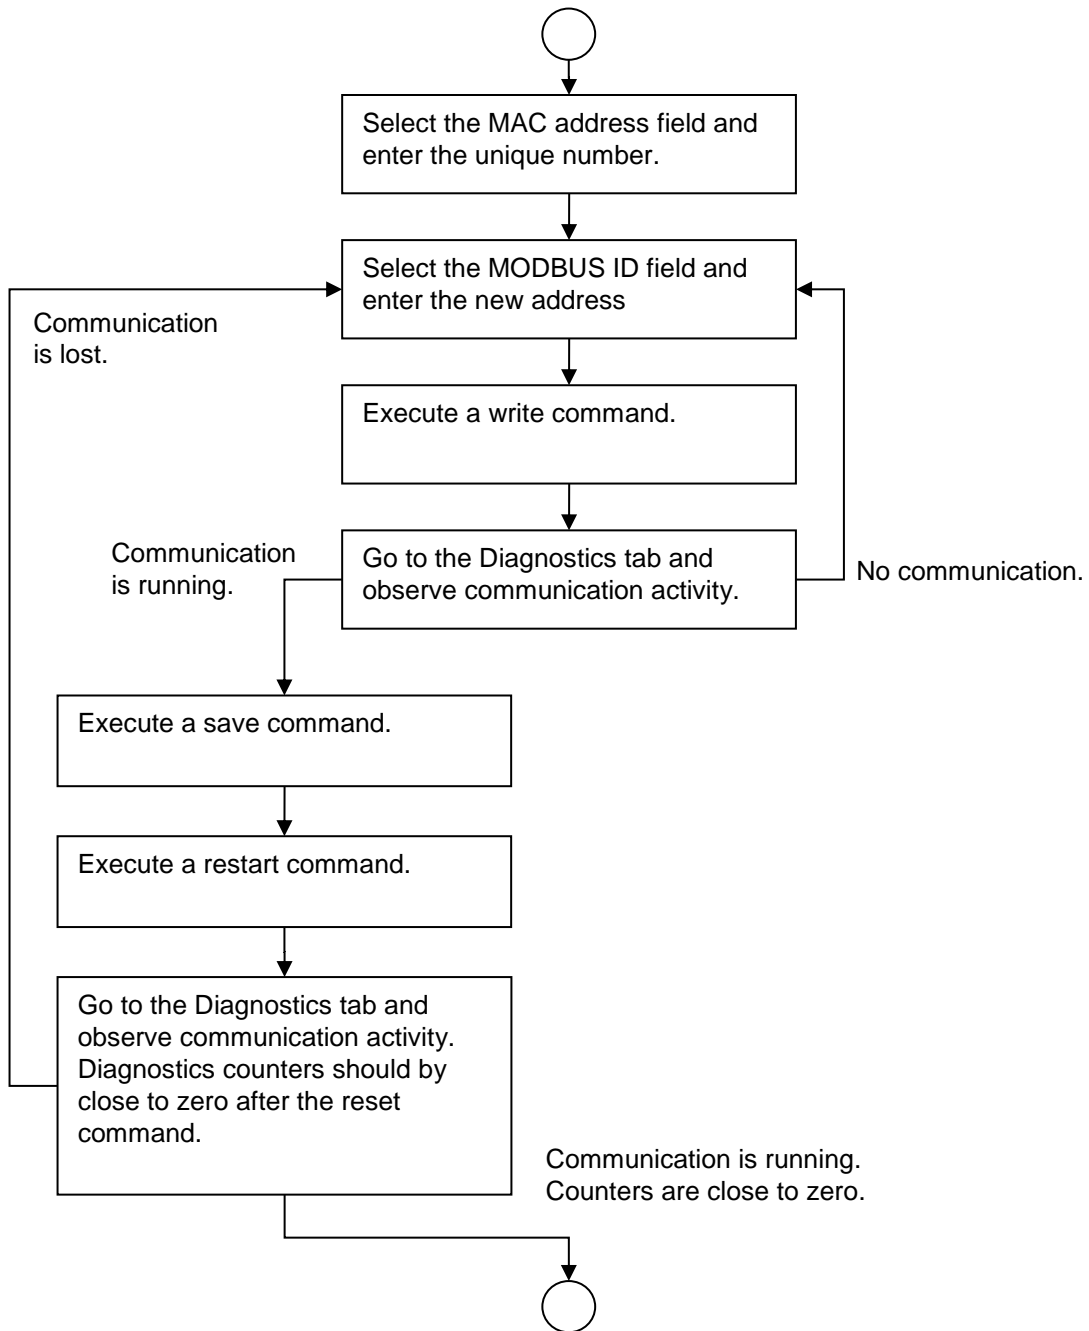 Select the MAC address field and
enter the unique number.
Select the MODBUS ID field and
enter the new address
Communication
is lost.
Execute a write command.
Communication
is running.
Go to the Diagnostics tab and
observe communication activity.
No communication.
Execute a save command.
Execute a restart command.
Go to the Diagnostics tab and
observe communication activity.
Diagnostics counters should by
close to zero after the reset
command.
Communication is running.
Counters are close to zero.